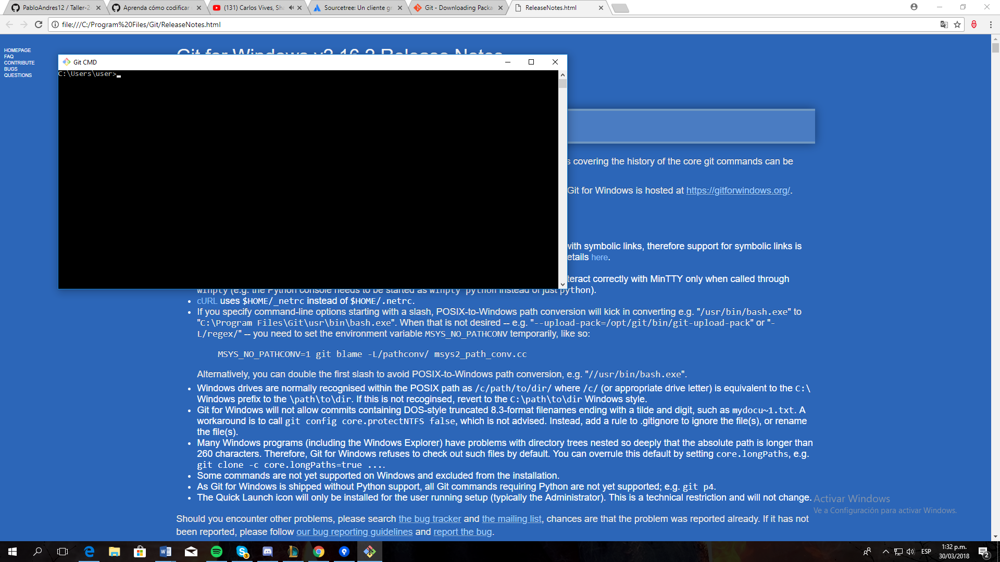 PabloAndres12 / Taller-2
Aprenda cómo codificar
(131) Carlos Vives, Sh
Sourcetree: Un cliente gr
Git - Downloading Packa
ReleaseNotes.html
file:///C:/Program%20Files/Git/ReleaseNotes.html
HOMEPAGE
FAQ
CONTRIBUTE
BUGS
QUESTIONS
Git for Windows v2.16.2 Release Notes
Git CMD
C:\Users\user>
s covering the history of the core git commands can be
Git for Windows is hosted at https://gitforwindows.org/.
with symbolic links, therefore support for symbolic links is
etails here.
teract correctly with MinTTY only when called through
winpty (e.g. the Python console needs to be started as winpty python instead of just python).
• cURL uses $HOME/_netrc instead of $HOME/.netrc.
• If you specify command-line options starting with a slash, POSIX-to-Windows path conversion will kick in converting e.g. "/usr/bin/bash.exe" to
"C:\Program Files\Git\usr\bin\bash.exe". When that is not desired -- e.g. "--upload-pack=/opt/git/bin/git-upload-pack" or "-
L/regex/" -- you need to set the environment variable MSYS_NO_PATHCONV temporarily, like so:
MSYS_NO_PATHCONV=1 git blame -L/pathconv/ msys2_path_conv.cc
Alternatively, you can double the first slash to avoid POSIX-to-Windows path conversion, e.g. "//usr/bin/bash.exe".
• Windows drives are normally recognised within the POSIX path as /c/path/to/dir/ where /c/ (or appropriate drive letter) is equivalent to the C:\
Windows prefix to the \path\to\dir. If this is not recoginsed, revert to the C:\path\to\dir Windows style.
• Git for Windows will not allow commits containing DOS-style truncated 8.3-format filenames ending with a tilde and digit, such as mydocu~1.txt. A
workaround is to call git config core.protectNTFS false, which is not advised. Instead, add a rule to .gitignore to ignore the file(s), or rename
the file(s).
• Many Windows programs (including the Windows Explorer) have problems with directory trees nested so deeply that the absolute path is longer than
260 characters. Therefore, Git for Windows refuses to check out such files by default. You can overrule this default by setting core.longPaths, e.g.
git clone -c core.longPaths=true ....
• Some commands are not yet supported on Windows and excluded from the installation.
• As Git for Windows is shipped without Python support, all Git commands requiring Python are not yet supported; e.g. git p4.
• The Quick Launch icon will only be installed for the user running setup (typically the Administrator). This is a technical restriction and will not change.
Activar Windows
Ve a Configuración para activar Windows.
Should you encounter other problems, please search the bug tracker and the mailing list, chances are that the problem was reported already. If it has not
been reported, please follow our bug reporting guidelines and report the bug.
3
ESP
1:32 p.m.
30/03/2018
2